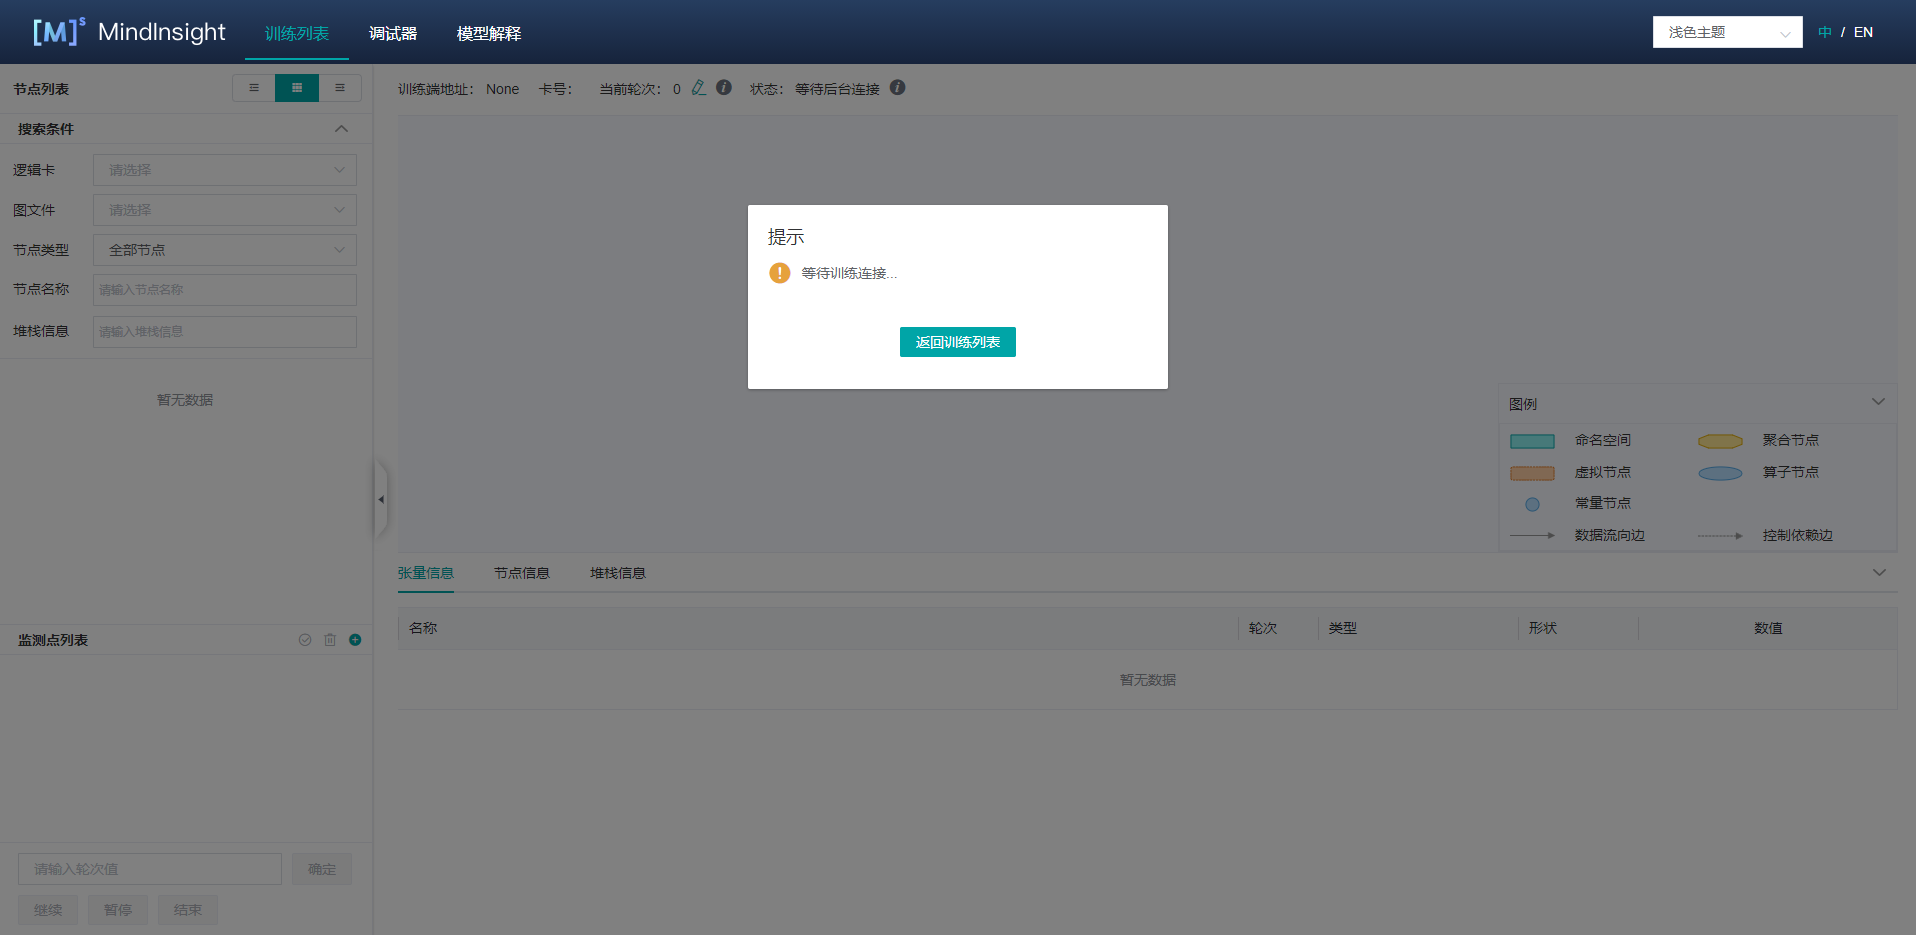 [M]s MindInsight 训练列表 调试器 模型解释 浅色主题 中 / EN
节点列表
训练端地址： None 卡号： 当前轮次： 0 状态： 等待后台连接
搜索条件
逻辑卡 请选择
图文件 请选择
节点类型 全部节点
节点名称 请输入节点名称
堆栈信息 请输入堆栈信息
暂无数据
提示
等待训练连接...
返回训练列表
图例
命名空间 聚合节点
虚拟节点 算子节点
常量节点
数据流向边 控制依赖边
张量信息 节点信息 堆栈信息
名称 轮次 类型 形状 数值
暂无数据
监测点列表
请输入轮次值 确定
继续 暂停 结束